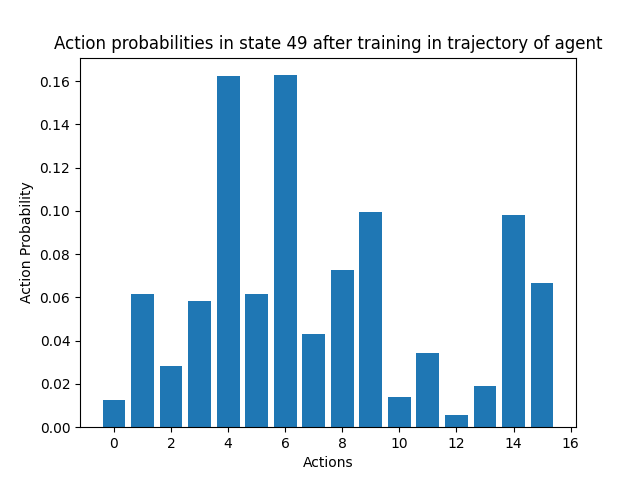 Action probabilities in state 49 after training in trajectory of agent
0.16
0.14
0.12
0.10
0.08
0.06
0.04
0.02
0.00
Action Probability
0 2 4 6 8 10 12 14 16
Actions